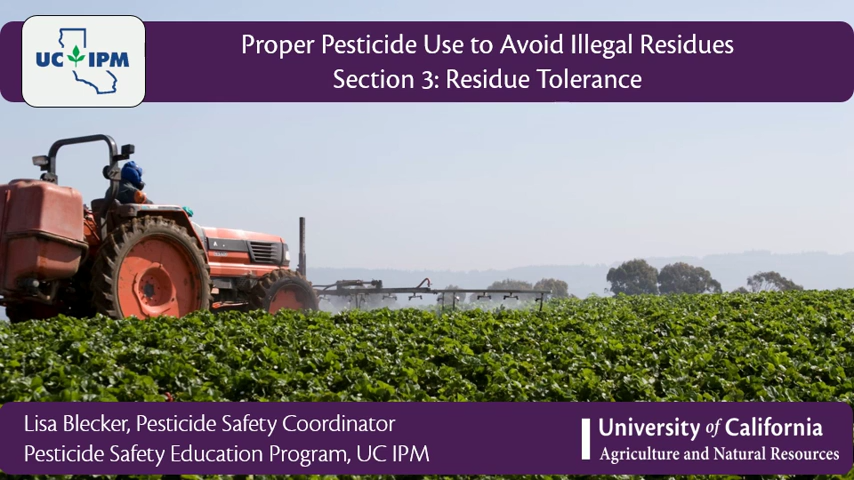 UC IPM
Proper Pesticide Use to Avoid Illegal Residues
Section 3: Residue Tolerance
Lisa Blecker, Pesticide Safety Coordinator
Pesticide Safety Education Program, UC IPM
University of California
Agriculture and Natural Resources